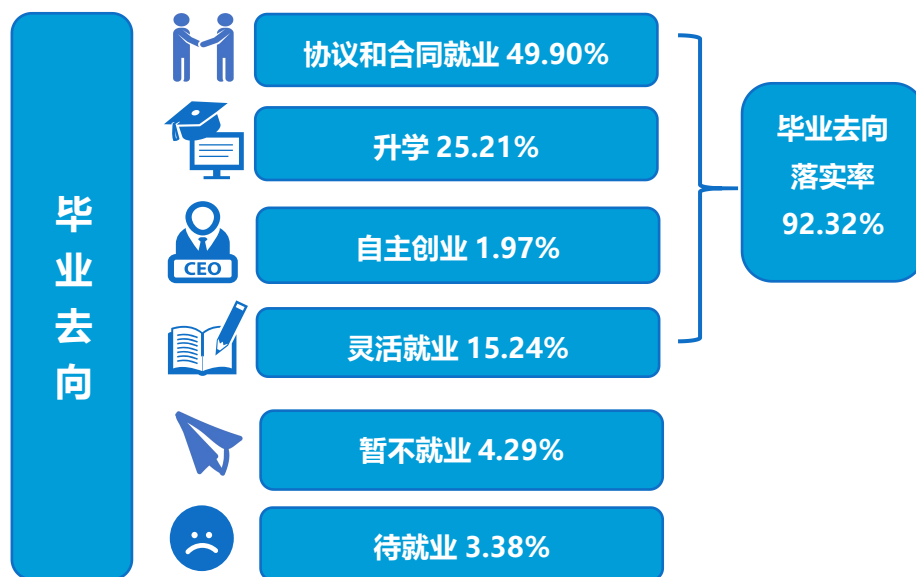 毕业去向
协议和合同就业 49.90%
升学 25.21%
CEO
自主创业 1.97%
灵活就业 15.24%
暂不就业 4.29%
待就业 3.38%
毕业去向
落实率
92.32%